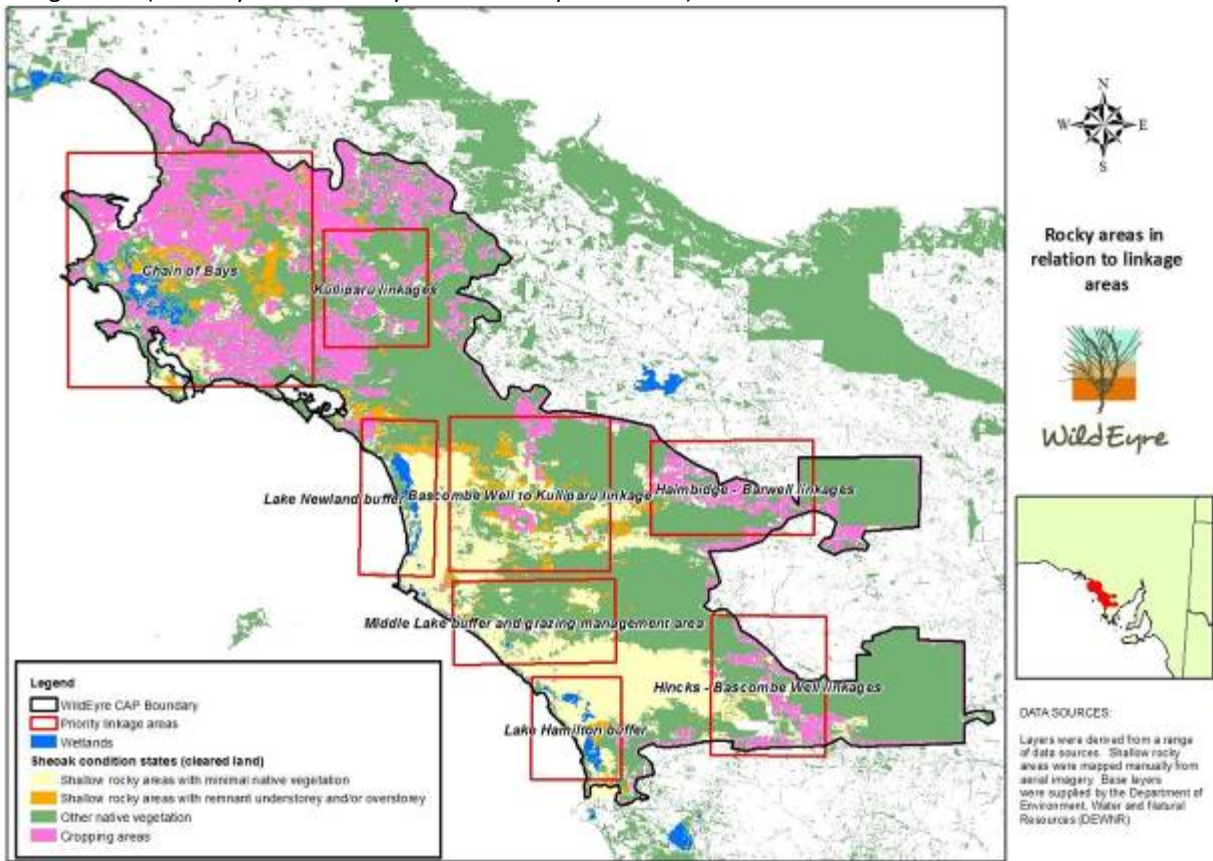 N
W
E
S
Rocky areas in
relation to linkage
areas
WildEyre
Chain of Bays
Kulliparu linkages
Lake Newland buffer
Bascombe Well to Kulliparu linkage
Hambidge - Barwell linkages
Middle Lake buffer and grazing management area
Hincks - Bascombe Well linkages
Lake Hamilton buffer
Legend
WildEyre CAP Boundary
Priority linkage areas
Wetlands
Sheoak condition states (cleared land)
Shallow rocky areas with minimal native vegetation
Shallow rocky areas with remnant understorey and/or overstorey
Other native vegetation
Cropping areas
DATA SOURCES:
Layers were derived from a range
of data sources. Shallow rocky
areas were mapped manually from
aerial imagery. Base layers
were supplied by the Department of
Environment, Water and Natural
Resources (DEWNR)